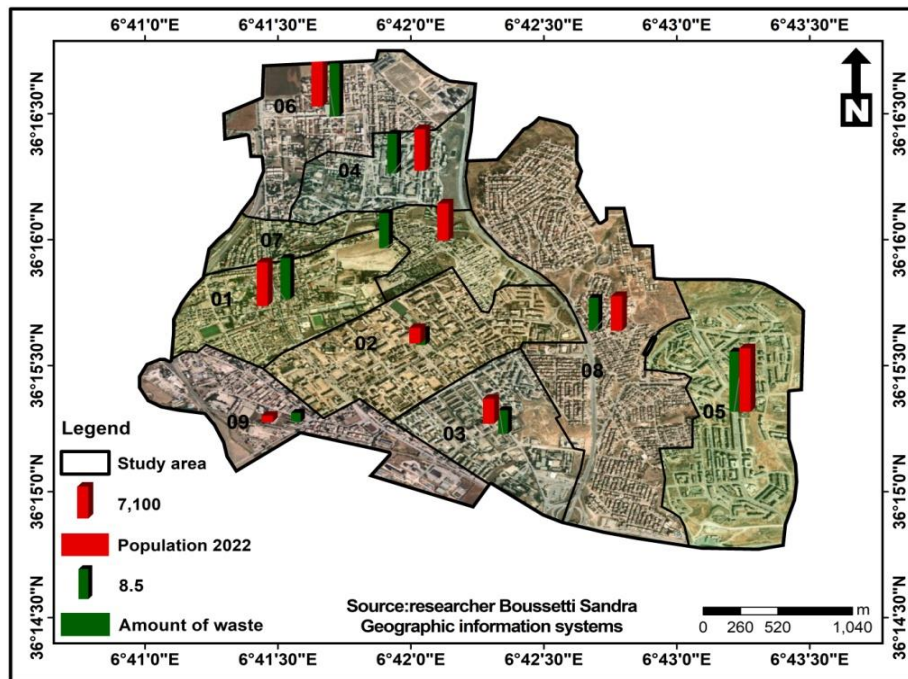 6°41'0"E 6°41'30"E 6°42'0"E 6°42'30"E 6°43'0"E 6°43'30"E
36°16'30"N 36°16'30"N
N
06
04
36°16'0"N 36°16'0"N
07
01
02
08
36°15'30"N 36°15'30"N
05
09
03
Legend
Study area
7,100
36°15'0"N 36°15'0"N
Population 2022
8.5
Amount of waste
Source:researcher Boussetti Sandra
Geographic information systems
m
0 260 520 1,040
36°14'30"N 36°14'30"N
6°41'0"E 6°41'30"E 6°42'0"E 6°42'30"E 6°43'0"E 6°43'30"E